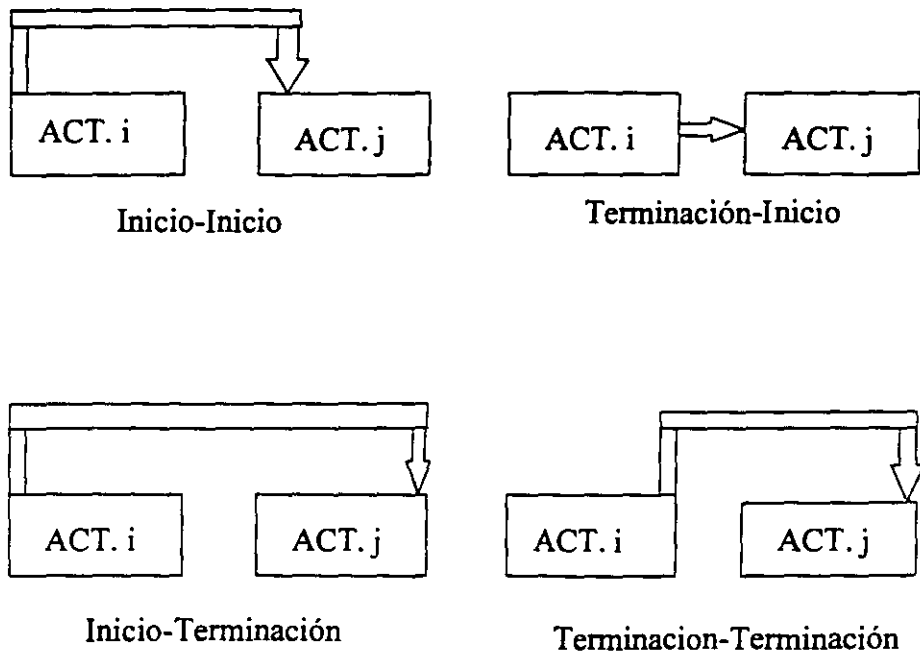 ACT. i
ACT. j
Inicio-Inicio
ACT. i
ACT. j
Terminación-Inicio
ACT. i
ACT. j
Inicio-Terminación
ACT. i
ACT. j
Terminacion-Terminación